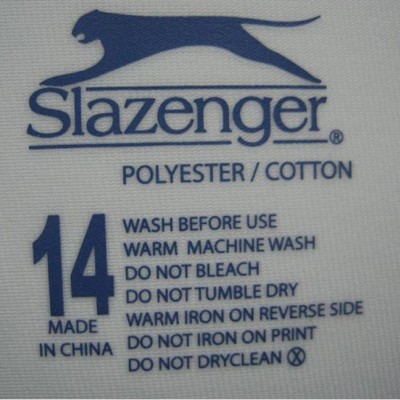 Slazenger®
POLYESTER / COTTON
14
MADE
IN CHINA
WASH BEFORE USE
WARM MACHINE WASH
DO NOT BLEACH
DO NOT TUMBLE DRY
WARM IRON ON REVERSE SIDE
DO NOT IRON ON PRINT
DO NOT DRYCLEAN Ⓧ